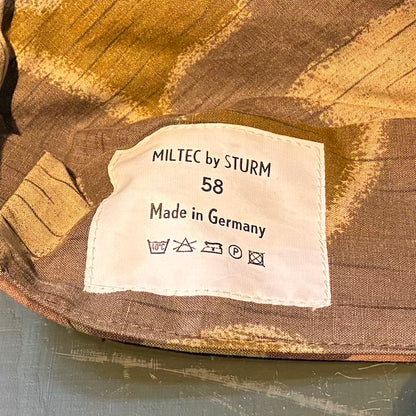 MILTEC by STURM
58
Made in Germany
P